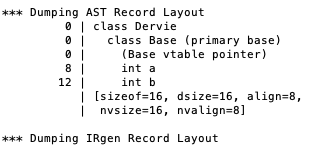 *** Dumping AST Record Layout
         0 | class Dervie
         0 |   class Base (primary base)
         0 |     (Base vtable pointer)
         8 |     int a
        12 |     int b
           | [sizeof=16, dsize=16, align=8,
           |  nvsize=16, nvalign=8]
*** Dumping IRgen Record Layout